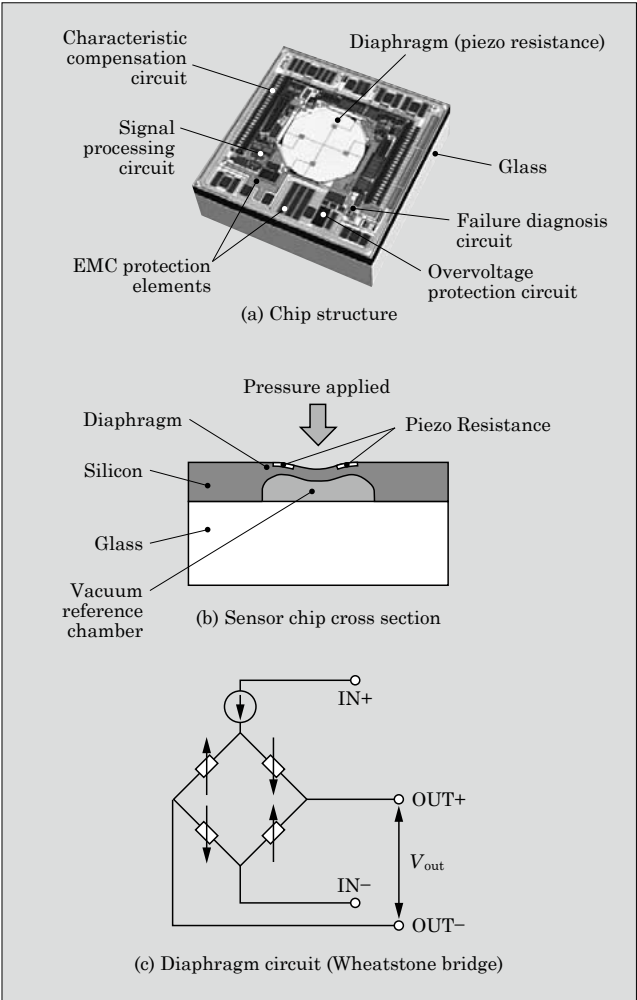 Characteristic
compensation
circuit
Diaphragm (piezo resistance)
Signal
processing
circuit
Glass
Failure diagnosis
circuit
EMC protection
elements
Overvoltage
protection circuit
(a) Chip structure
Pressure applied
Diaphragm
Piezo Resistance
Silicon
Glass
Vacuum
reference
chamber
(b) Sensor chip cross section
IN+
OUT+
Vout
IN−
OUT−
(c) Diaphragm circuit (Wheatstone bridge)